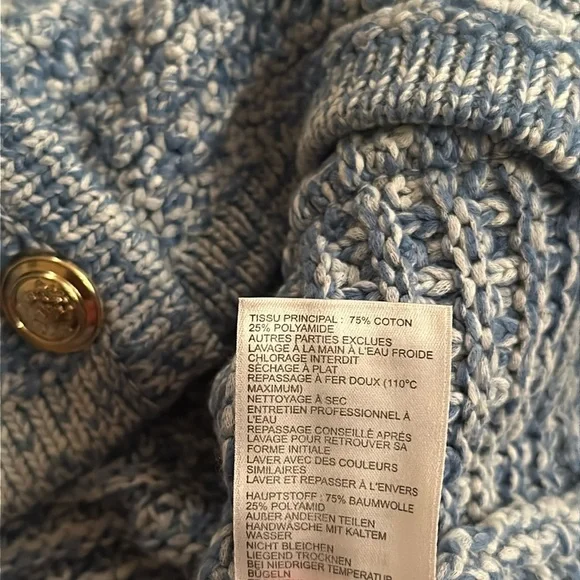 TISSU PRINCIPAL : 75% COTON
25% POLYAMIDE
AUTRES PARTIES EXCLUES
LAVAGE À LA MAIN À L'EAU FROIDE
CHLORAGE INTERDIT
SÉCHAGE À PLAT
REPASSAGE À FER DOUX (110°C
MAXIMUM)
NETTOYAGE À SEC
ENTRETIEN PROFESSIONNEL À
L'EAU
REPASSAGE CONSEILLÉ APRÉS
LAVAGE POUR RETROUVER SA
FORME INITIALE
LAVER AVEC DES COULEURS
SIMILAIRES
LAVER ET REPASSER À L'ENVERS
HAUPTSTOFF : 75% BAUMWOLLE
25% POLYAMID
AUßER ANDEREN TEILEN
HANDWÄSCHE MIT KALTEM
WASSER
NICHT BLEICHEN
LIEGEND TROCKNEN
BEI NIEDRIGER TEMPERATUR
BÜGELN